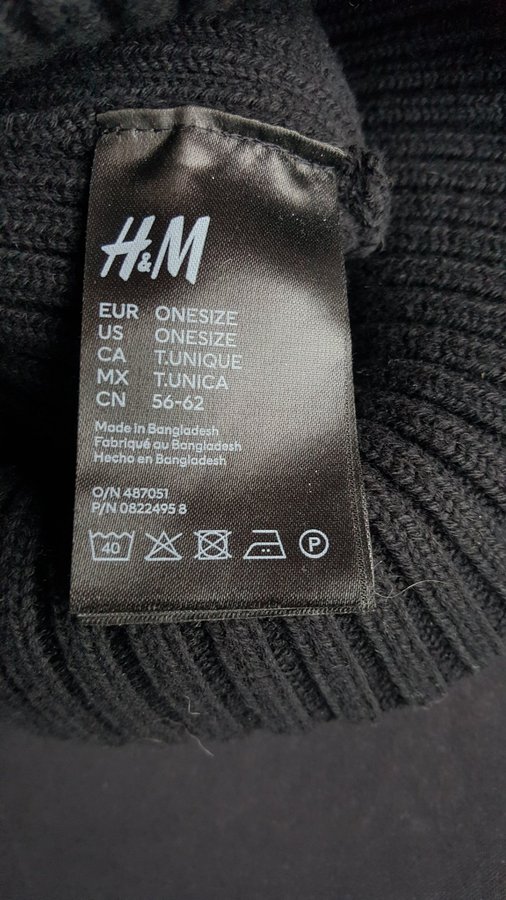 H&M
EUR ONESIZE
US ONESIZE
CA T.UNIQUE
MX T.UNICA
CN 56-62
Made in Bangladesh
Fabriqué au Bangladesh
Hecho en Bangladesh
O/N 487051
P/N 0822495 8
40 P